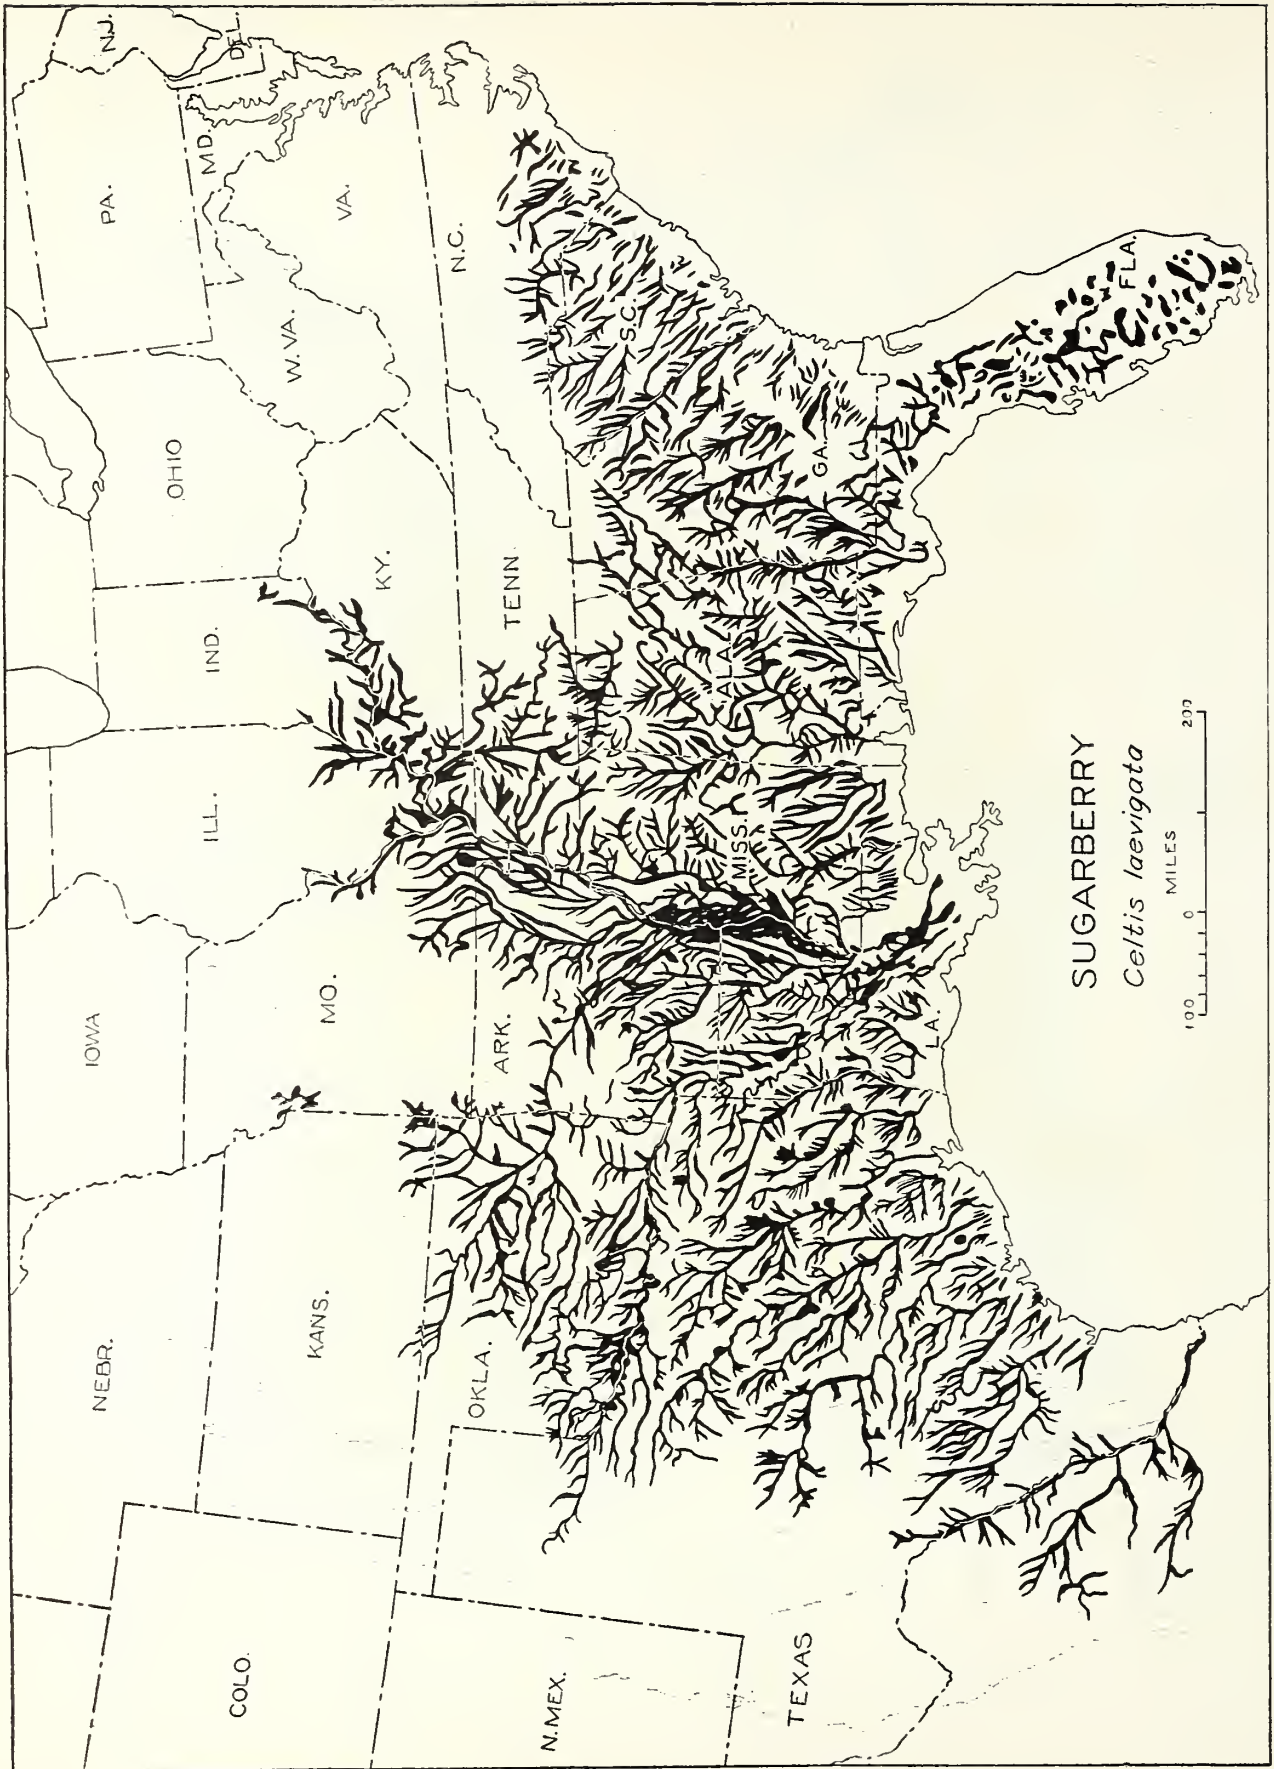 NEBR.
IOWA
ILL.
IND.
OHIO
PA.
N.J.
DEL.
MD.
COLO.
KANS.
MO.
KY.
W. VA.
VA.
N. MEX.
OKLA.
ARK.
TENN.
N.C.
TEXAS
LA.
MISS.
ALA.
GA.
S.C.
FLA.
SUGARBERRY
Celtis laevigata
100 0 200
MILES